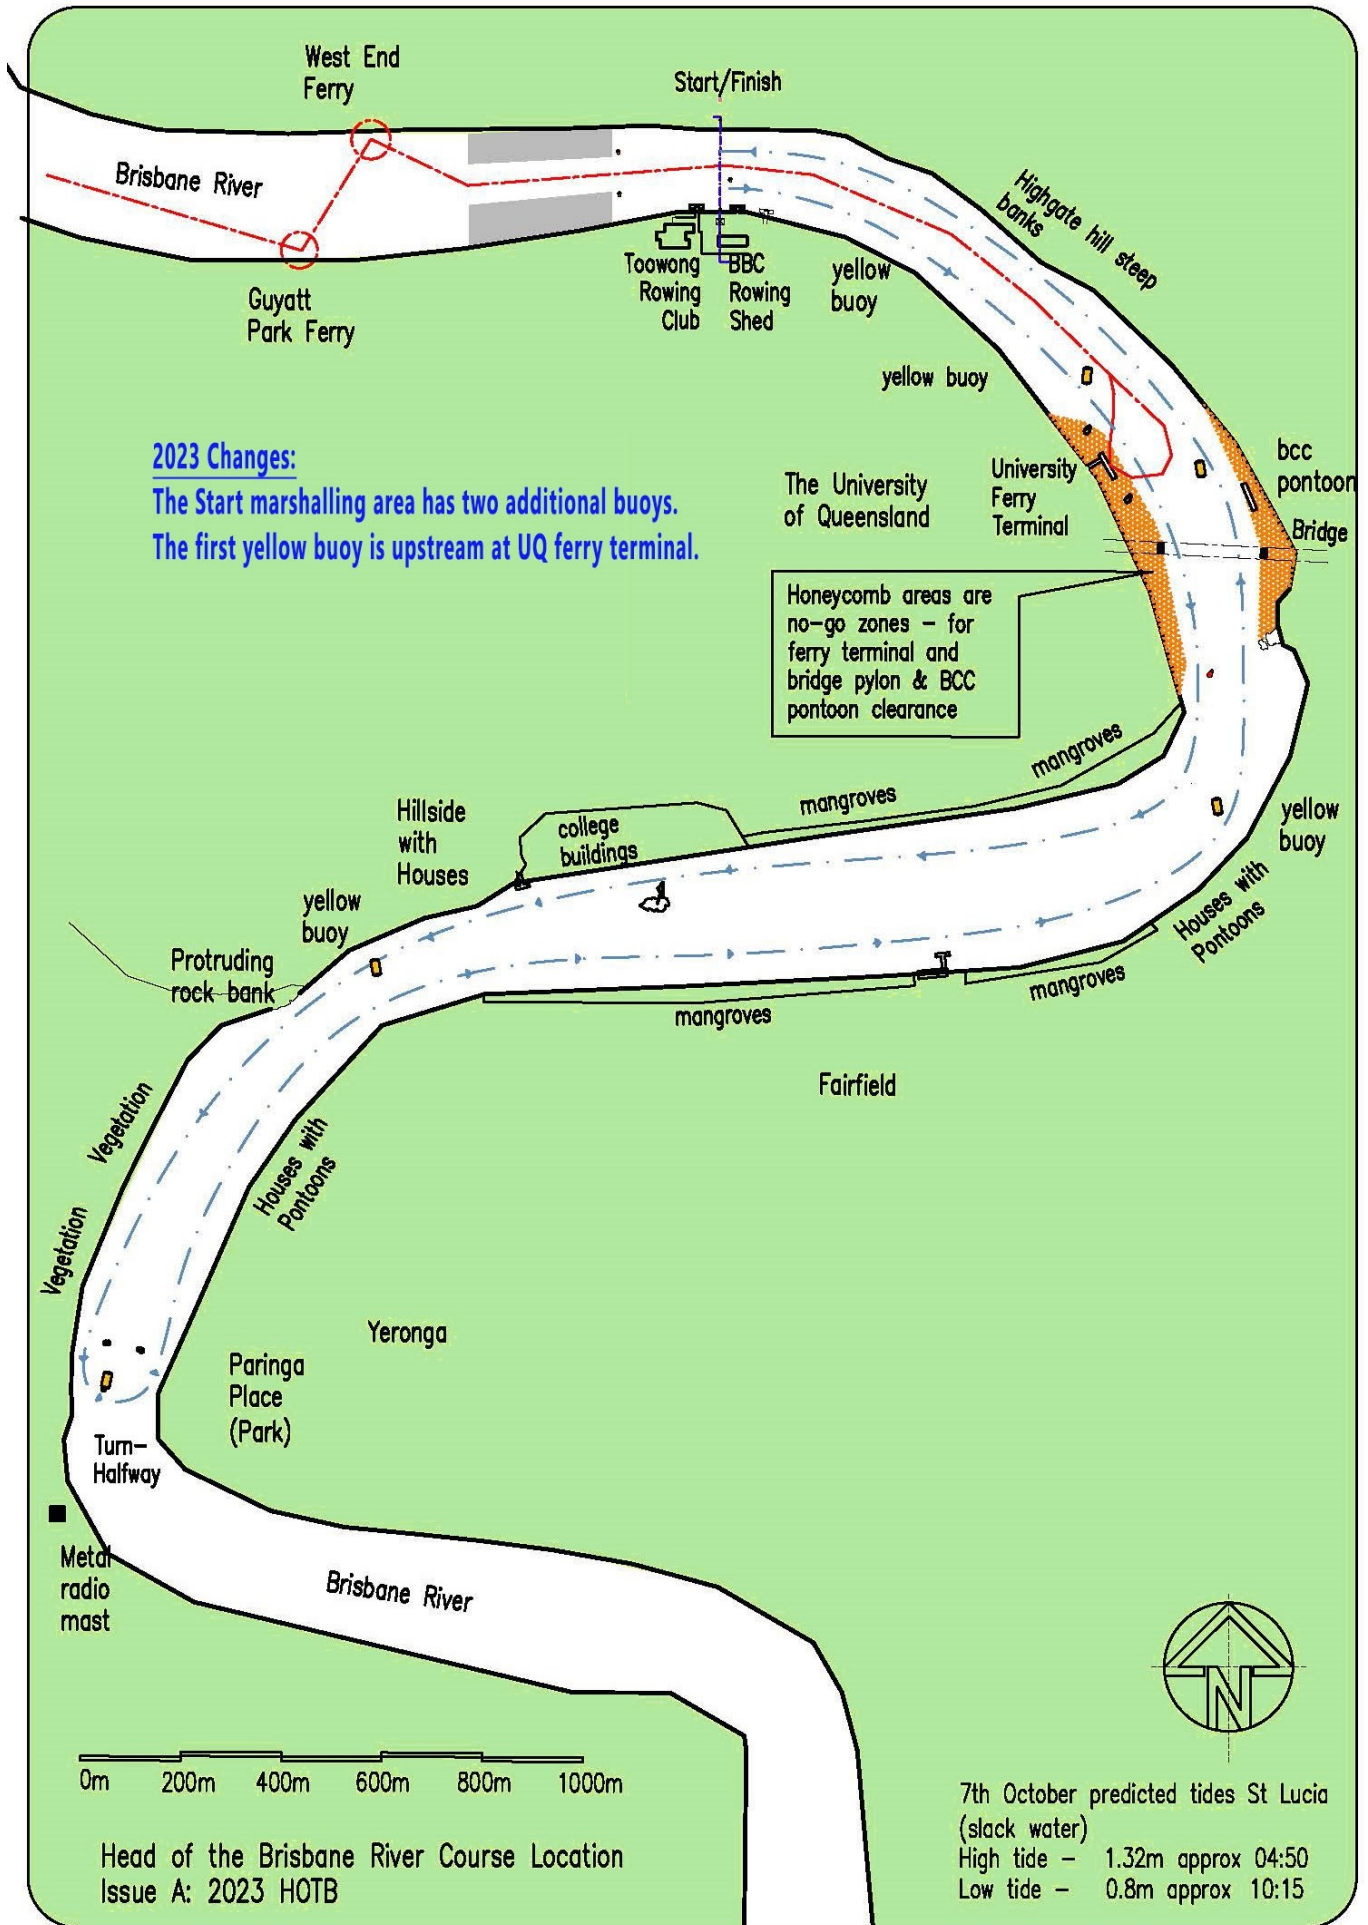 West End
Ferry
Start/Finish
Brisbane River
Highgate hill steep
banks
Toowong
Rowing
Club
BBC
Rowing
Shed
yellow
buoy
Guyatt
Park Ferry
yellow buoy
2023 Changes:
The Start marshalling area has two additional buoys.
The first yellow buoy is upstream at UQ ferry terminal.
The University
of Queensland
University
Ferry
Terminal
bcc
pontoon
Bridge
Honeycomb areas are
no-go zones - for
ferry terminal and
bridge pylon & BCC
pontoon clearance
mangroves
mangroves
Hillside
with
Houses
college
buildings
yellow
buoy
yellow
buoy
Houses with
Pontoons
Protruding
rock bank
mangroves
mangroves
Fairfield
Vegetation
Houses with
Pontoons
Vegetation
Yeronga
Paringa
Place
(Park)
Turn-
Halfway
Metal
radio
mast
Brisbane River
N
0m 200m 400m 600m 800m 1000m
7th October predicted tides St Lucia
(slack water)
High tide - 1.32m approx 04:50
Low tide - 0.8m approx 10:15
Head of the Brisbane River Course Location
Issue A: 2023 HOTB